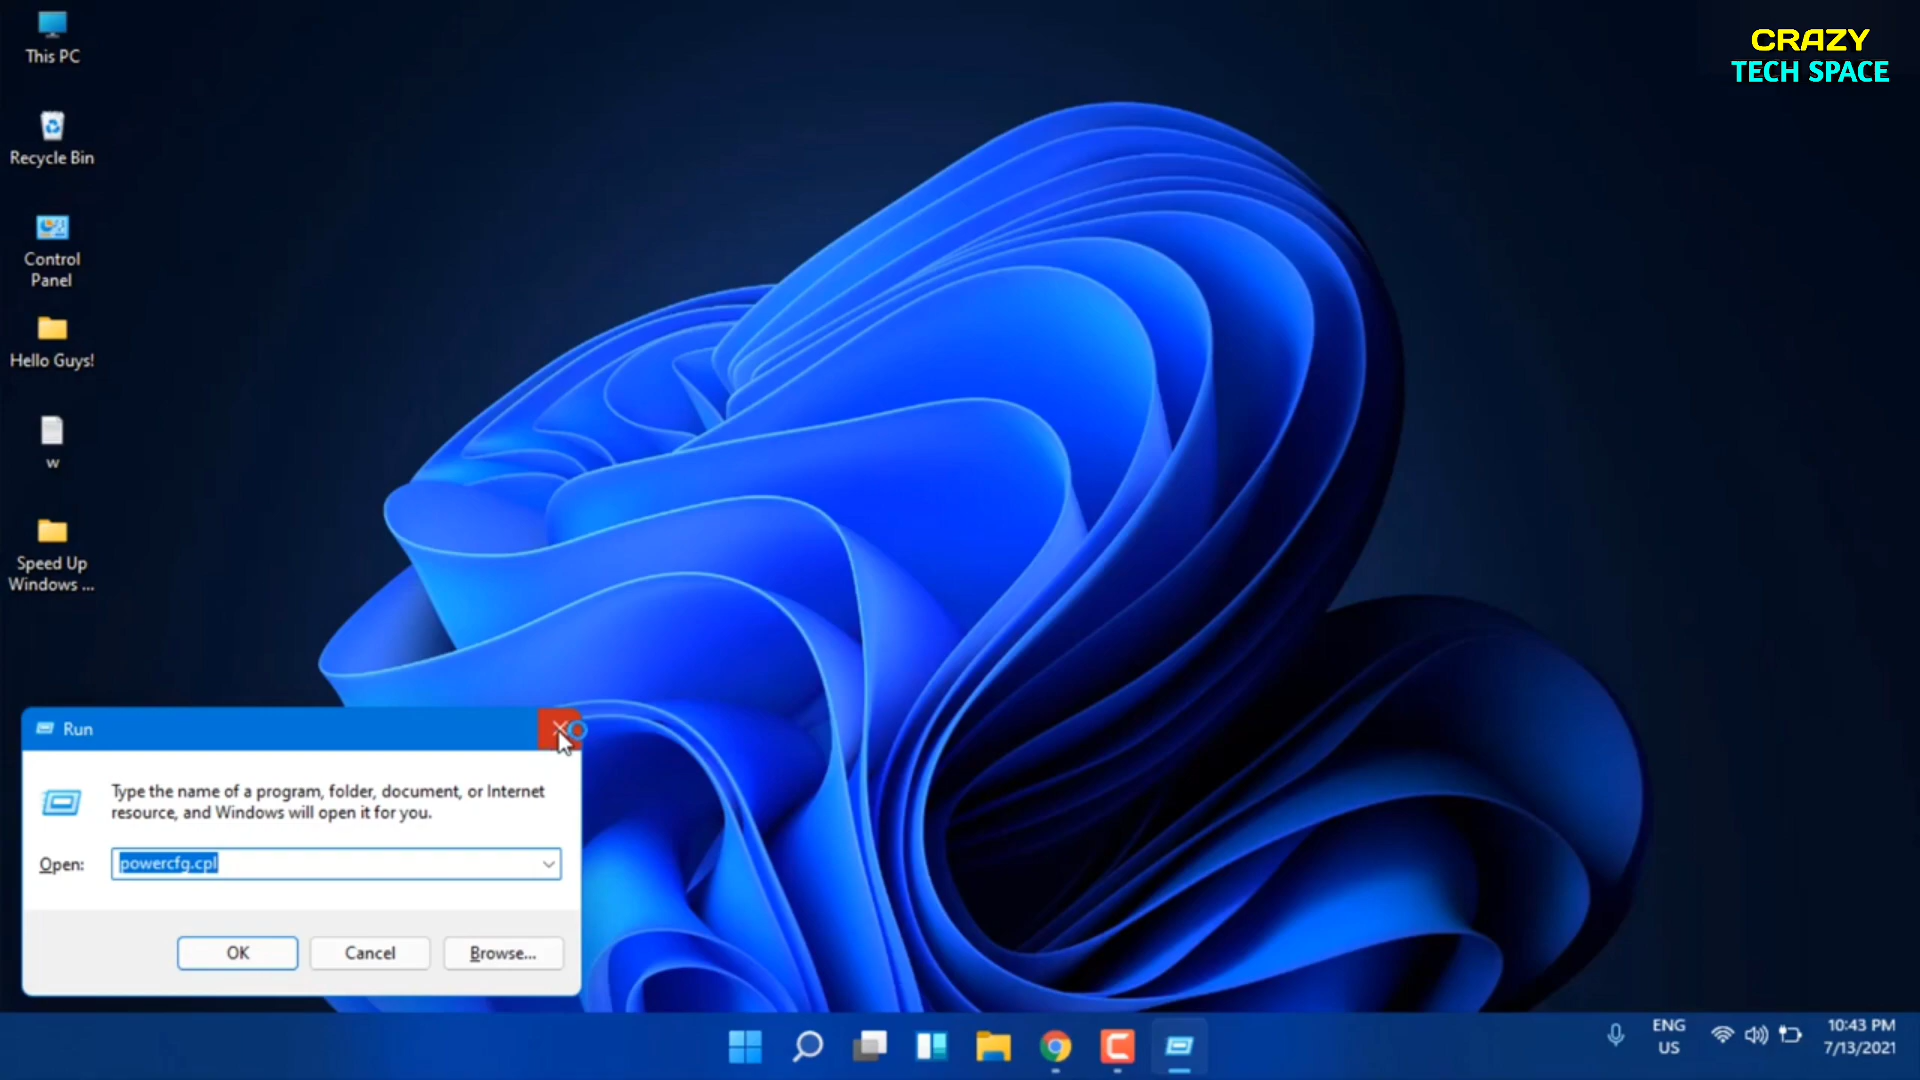 This PC
Recycle Bin
Control
Panel
Hello Guys!
w
Speed Up
Windows ...
CRAZY
TECH SPACE
Run
Type the name of a program, folder, document, or Internet
resource, and Windows will open it for you.
Open:
powercfg.cpl
OK
Cancel
Browse...
ENG
US
10:43 PM
7/13/2021